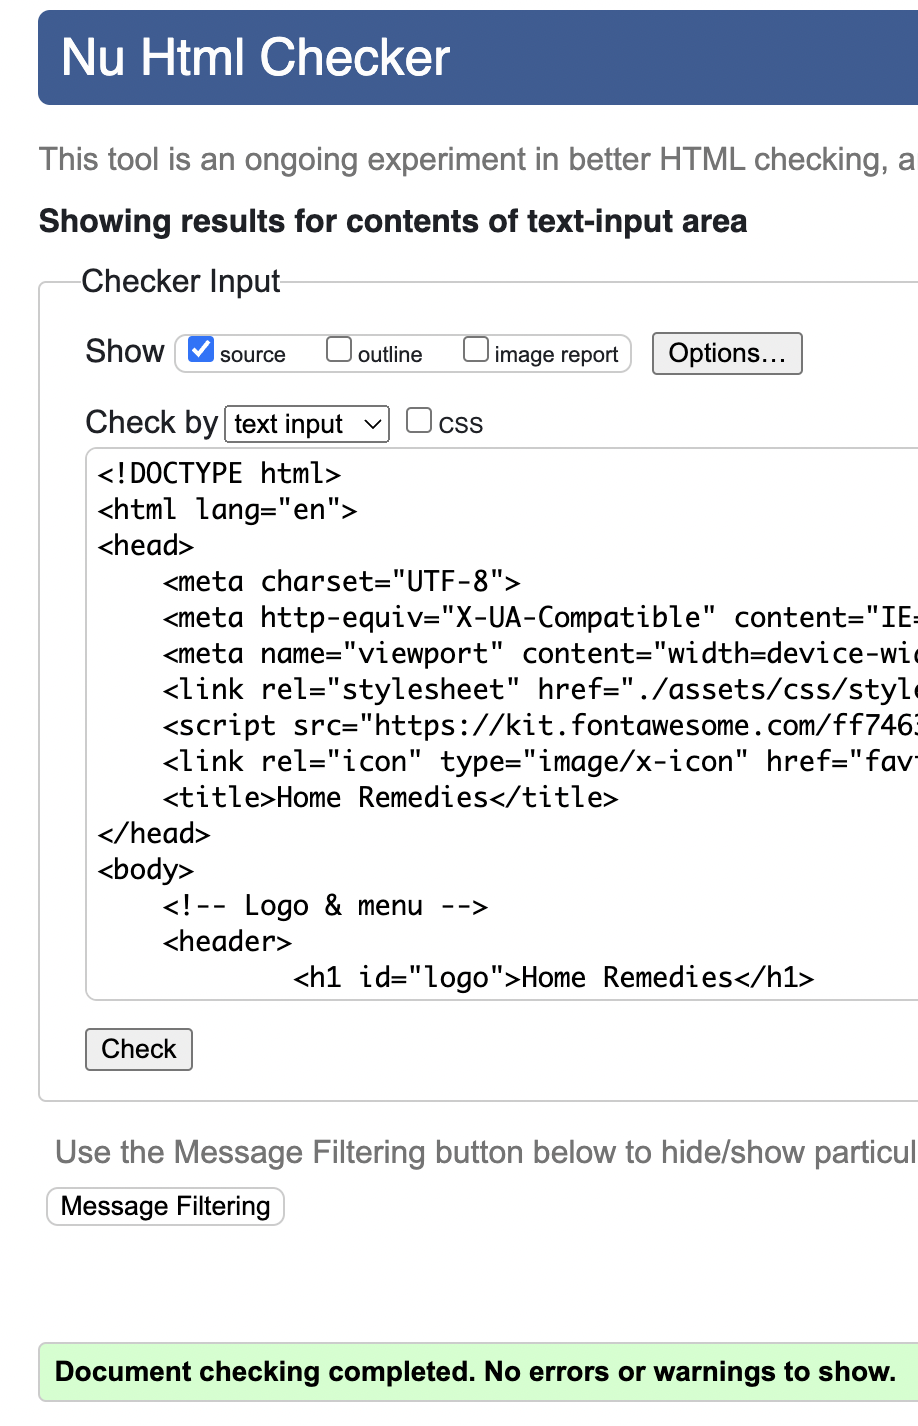 Nu Html Checker
This tool is an ongoing experiment in better HTML checking,
Showing results for contents of text-input area
Checker Input
Show source outline image report Options...
Check by text input CSS
<!DOCTYPE html>
<html lang="en">
<head>
<meta charset="UTF-8">
<meta http-equiv="X-UA-Compatible" content="IE=
<meta name="viewport" content="width=device-wid
<link rel="stylesheet" href="./assets/css/style
<script src="https://kit.fontawesome.com/ff7463
<link rel="icon" type="image/x-icon" href="fav
<title>Home Remedies</title>
</head>
<body>
<!-- Logo & menu -->
<header>
<h1 id="logo">Home Remedies</h1>
Check
Use the Message Filtering button below to hide/show particul
Message Filtering
Document checking completed. No errors or warnings to show.